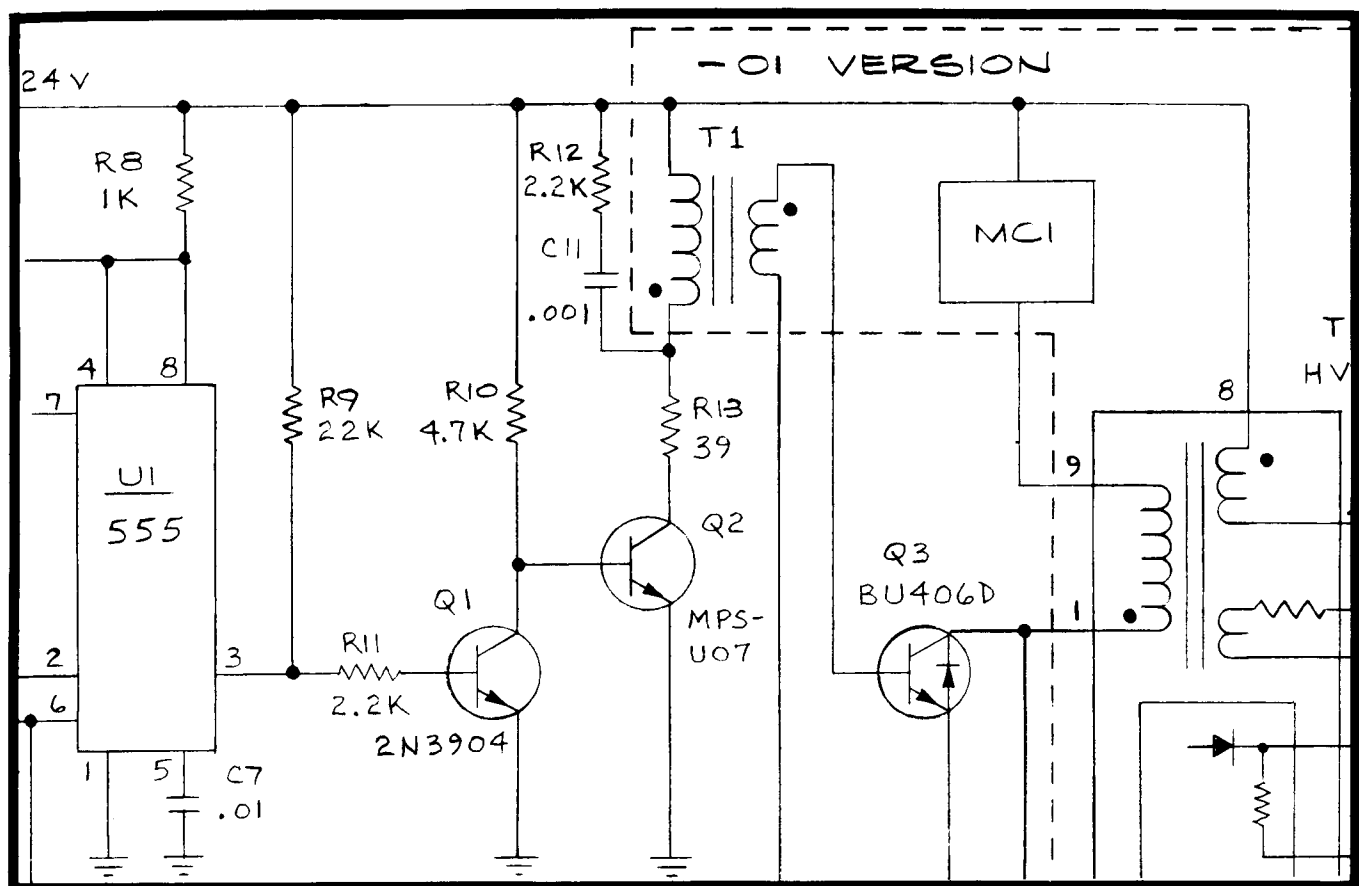 -01 VERSION
24V
T1
R8
1K
R12
2.2K
C11
.001
MC1
T
HV
4
8
7
R9
22K
R10
4.7K
R13
39
8
9
U1
555
Q2
MPS-
U07
Q3
BU406D
1
Q1
2
3
6
R11
2.2K
2N3904
1
5
C7
.01